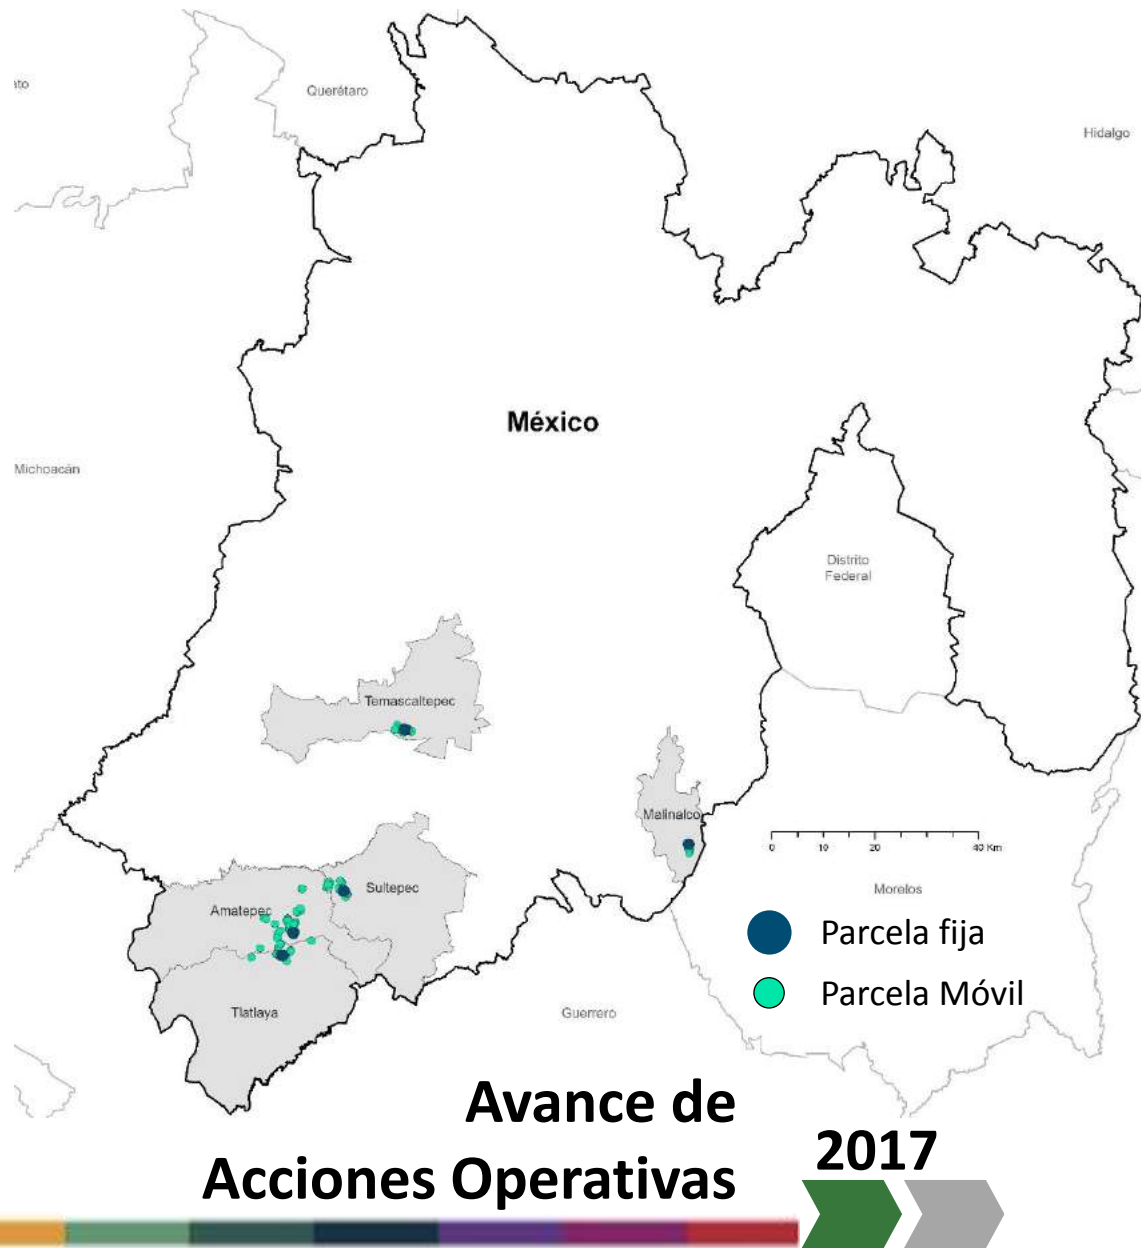 Querétaro
ato
Hidalgo
México
Michoacán
Distrito
Federal
Temascaltepec
Malinalco
0 10 20 40 Km
Sultepec
Morelos
Amatepec
Parcela fija
Parcela Móvil
Tlatlaya
Guerrero
Avance de
Acciones Operativas
2017